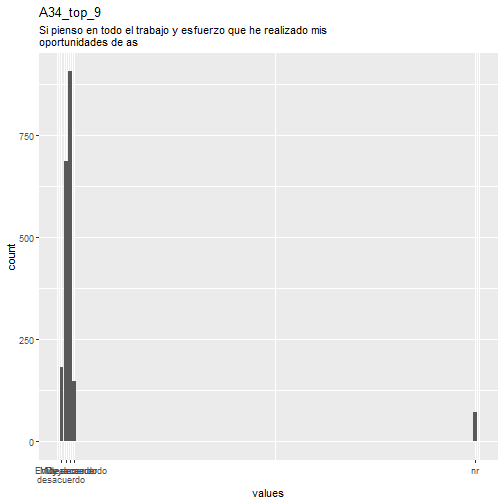 A34_top_9
Si pienso en todo el trabajo y esfuerzo que he realizado mis
oportunidades de as
750
500
250
0
count
desacuerdo
nr
values